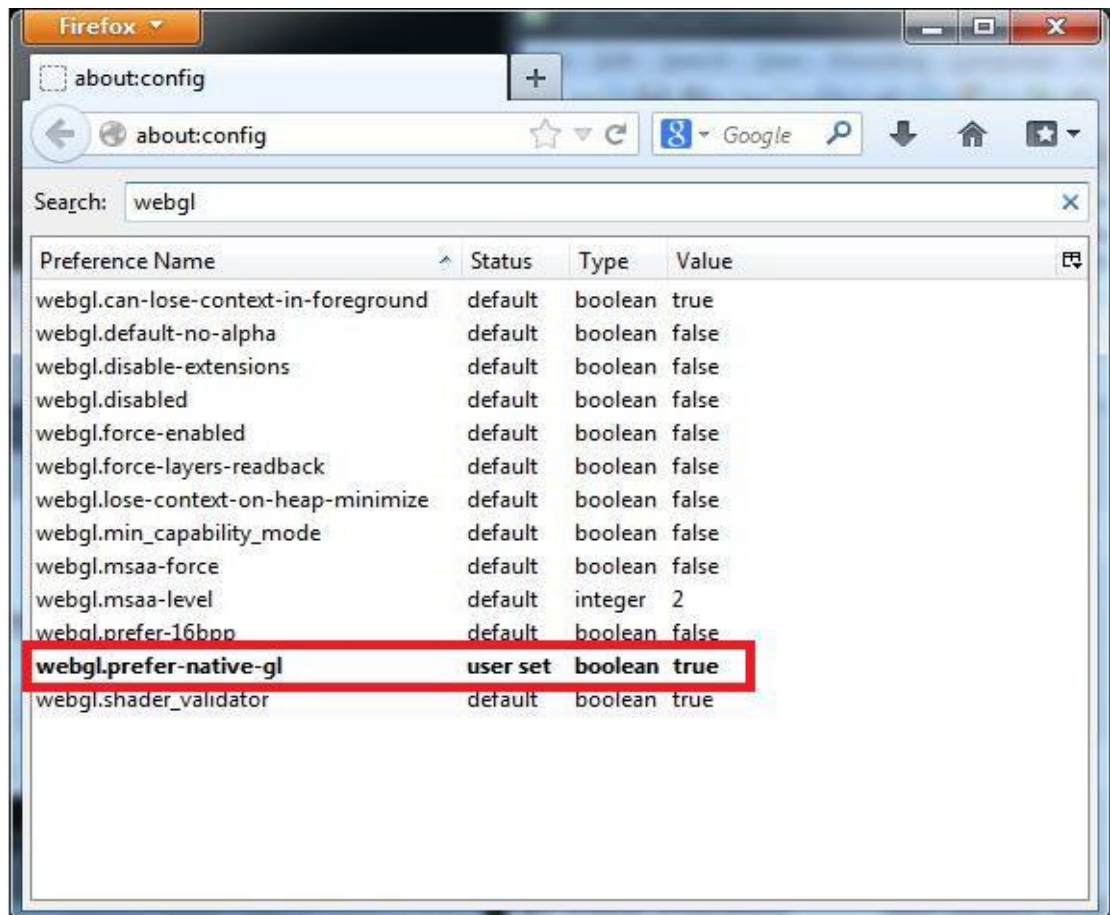 Firefox
about:config
about:config Google
Search: webgl
Preference Name Status Type Value
webgl.can-lose-context-in-foreground default boolean true
webgl.default-no-alpha default boolean false
webgl.disable-extensions default boolean false
webgl.disabled default boolean false
webgl.force-enabled default boolean false
webgl.force-layers-readback default boolean false
webgl.lose-context-on-heap-minimize default boolean false
webgl.min_capability_mode default boolean false
webgl.msaa-force default boolean false
webgl.msaa-level default integer 2
webgl.prefer-16bpp default boolean false
webgl.prefer-native-gl user set boolean true
webgl.shader_validator default boolean true